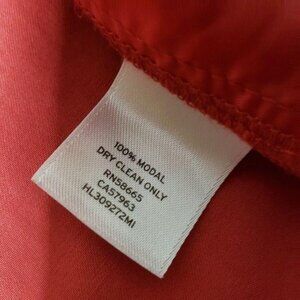 100% MODAL
DRY CLEAN ONLY
RN58665
CA57963
HL309272MI